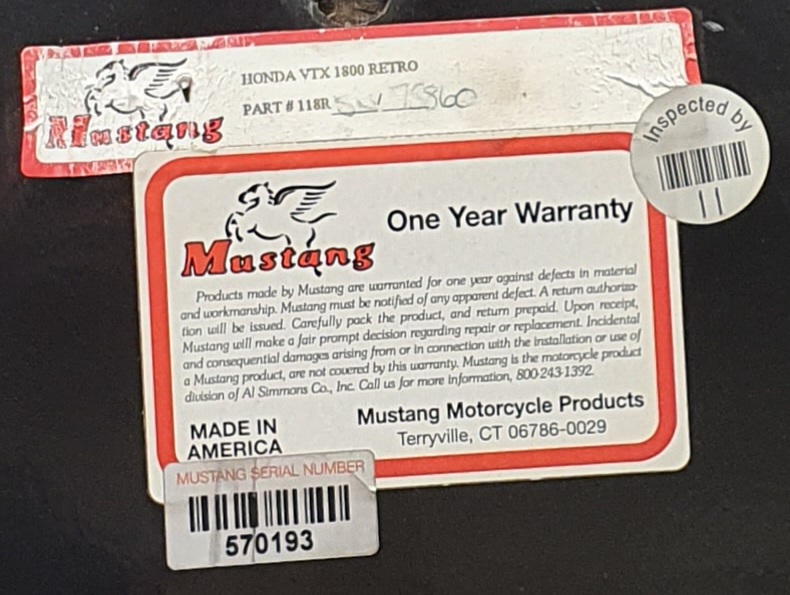 Mustang
HONDA VTX 1800 RETRO
PART # 118R
Inspected by
11
Mustang
One Year Warranty
Products made by Mustang are warranted for one year against defects in material
and workmanship. Mustang must be notified of any apparent defect. A return authoriza-
tion will be issued. Carefully pack the product, and return prepaid. Upon receipt,
Mustang will make a fair prompt decision regarding repair or replacement. Incidental
and consequential damages arising from or in connection with the installation or use of
a Mustang product, are not covered by this warranty. Mustang is the motorcycle product
division of Al Simmons Co., Inc. Call us for more information, 800-243-1392.
MADE IN
AMERICA
Mustang Motorcycle Products
Terryville, CT 06786-0029
MUSTANG SERIAL NUMBER
570193